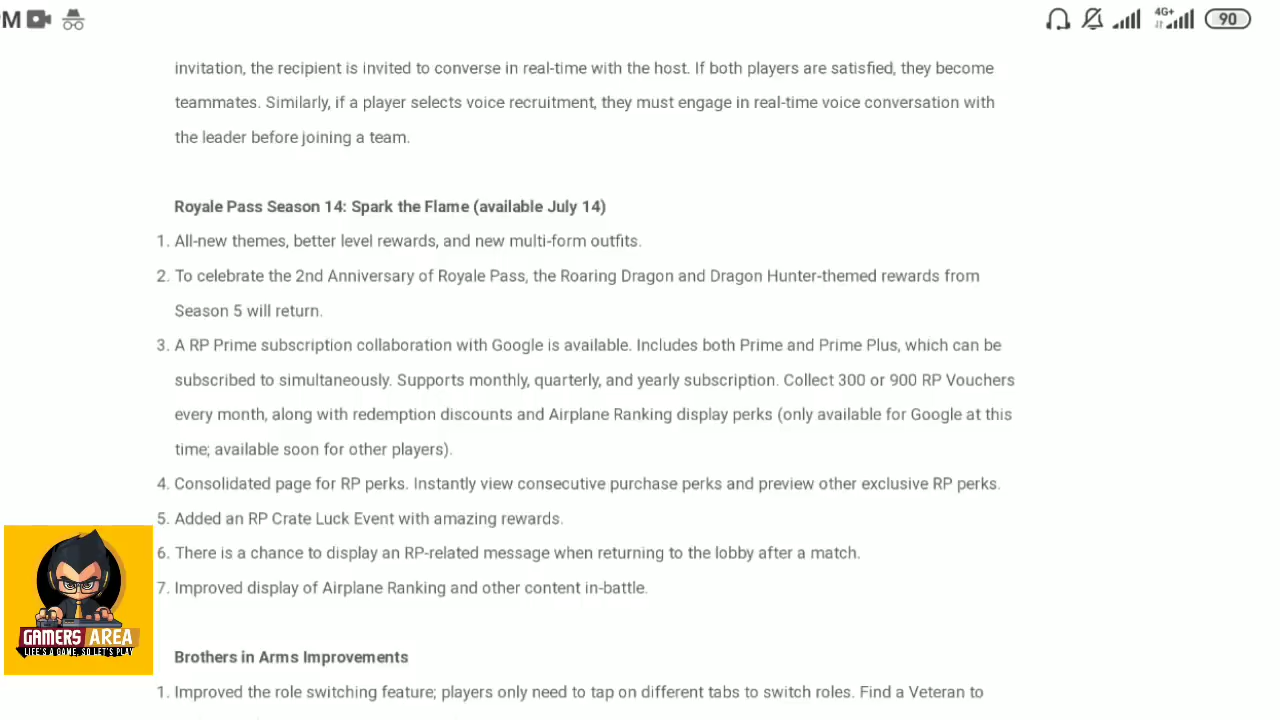 PM
4G+
90
invitation, the recipient is invited to converse in real-time with the host. If both players are satisfied, they become
teammates. Similarly, if a player selects voice recruitment, they must engage in real-time voice conversation with
the leader before joining a team.
Royale Pass Season 14: Spark the Flame (available July 14)
1. All-new themes, better level rewards, and new multi-form outfits.
2. To celebrate the 2nd Anniversary of Royale Pass, the Roaring Dragon and Dragon Hunter-themed rewards from
Season 5 will return.
3. A RP Prime subscription collaboration with Google is available. Includes both Prime and Prime Plus, which can be
subscribed to simultaneously. Supports monthly, quarterly, and yearly subscription. Collect 300 or 900 RP Vouchers
every month, along with redemption discounts and Airplane Ranking display perks (only available for Google at this
time; available soon for other players).
4. Consolidated page for RP perks. Instantly view consecutive purchase perks and preview other exclusive RP perks.
5. Added an RP Crate Luck Event with amazing rewards.
6. There is a chance to display an RP-related message when returning to the lobby after a match.
7. Improved display of Airplane Ranking and other content in-battle.
GAMERS AREA
LIFE'S A GAME, SO LET'S PLAY
Brothers in Arms Improvements
1. Improved the role switching feature; players only need to tap on different tabs to switch roles. Find a Veteran to